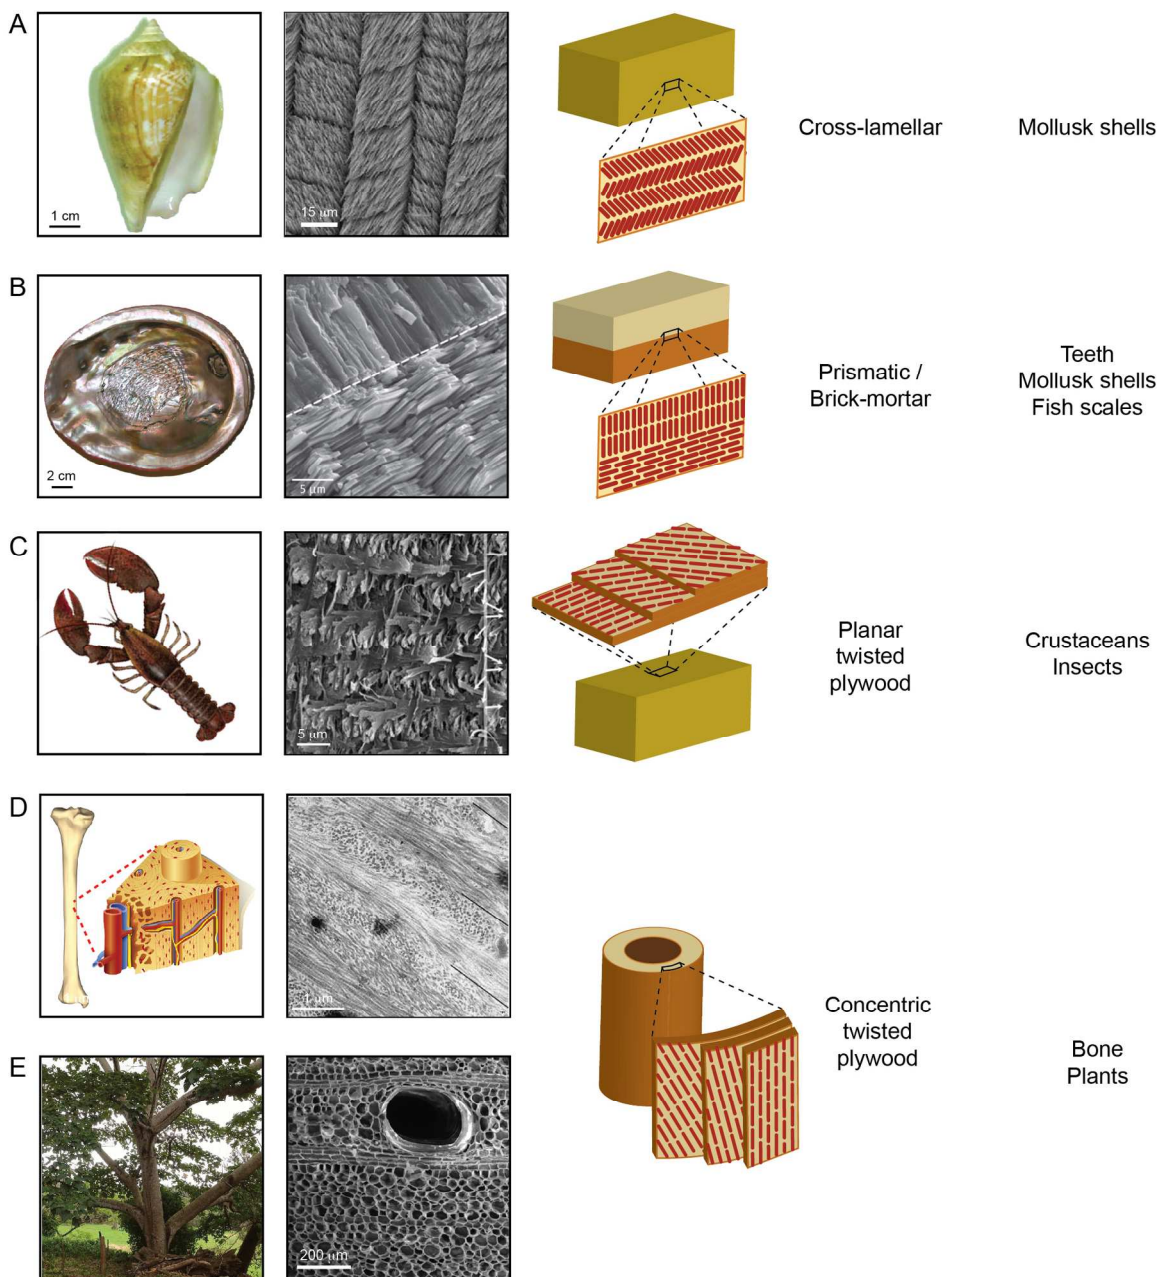 A
1 cm
15 μm
Cross-lamellar
Mollusk shells
B
2 cm
5 μm
Prismatic /
Brick-mortar
Teeth
Mollusk shells
Fish scales
C
5 μm
Planar
twisted
plywood
Crustaceans
Insects
D
1 μm
Concentric
twisted
plywood
Bone
Plants
E
200 μm